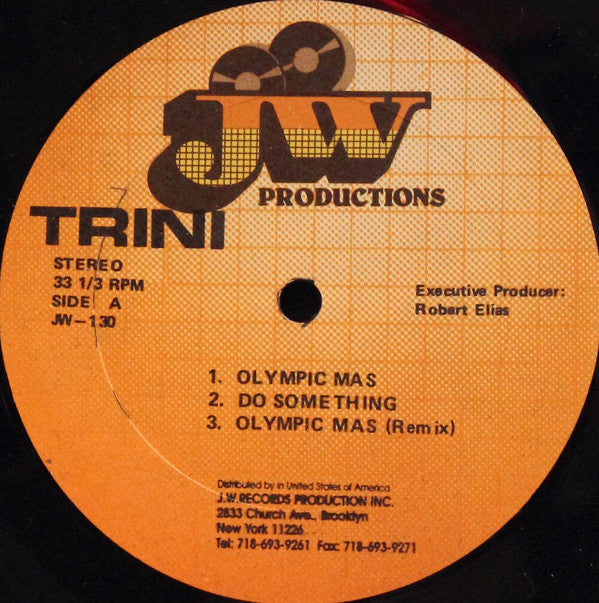 JW
PRODUCTIONS
TRINI
STEREO
33 1/3 RPM
SIDE A
JW-130
Executive Producer:
Robert Elias
1. OLYMPIC MAS
2. DO SOMETHING
3. OLYMPIC MAS (Remix)
Distributed by in United States of America
J.W. RECORDS PRODUCTION INC.
2833 Church Ave., Brooklyn
New York 11226
Tel: 718-693-9261 Fax: 718-693-9271